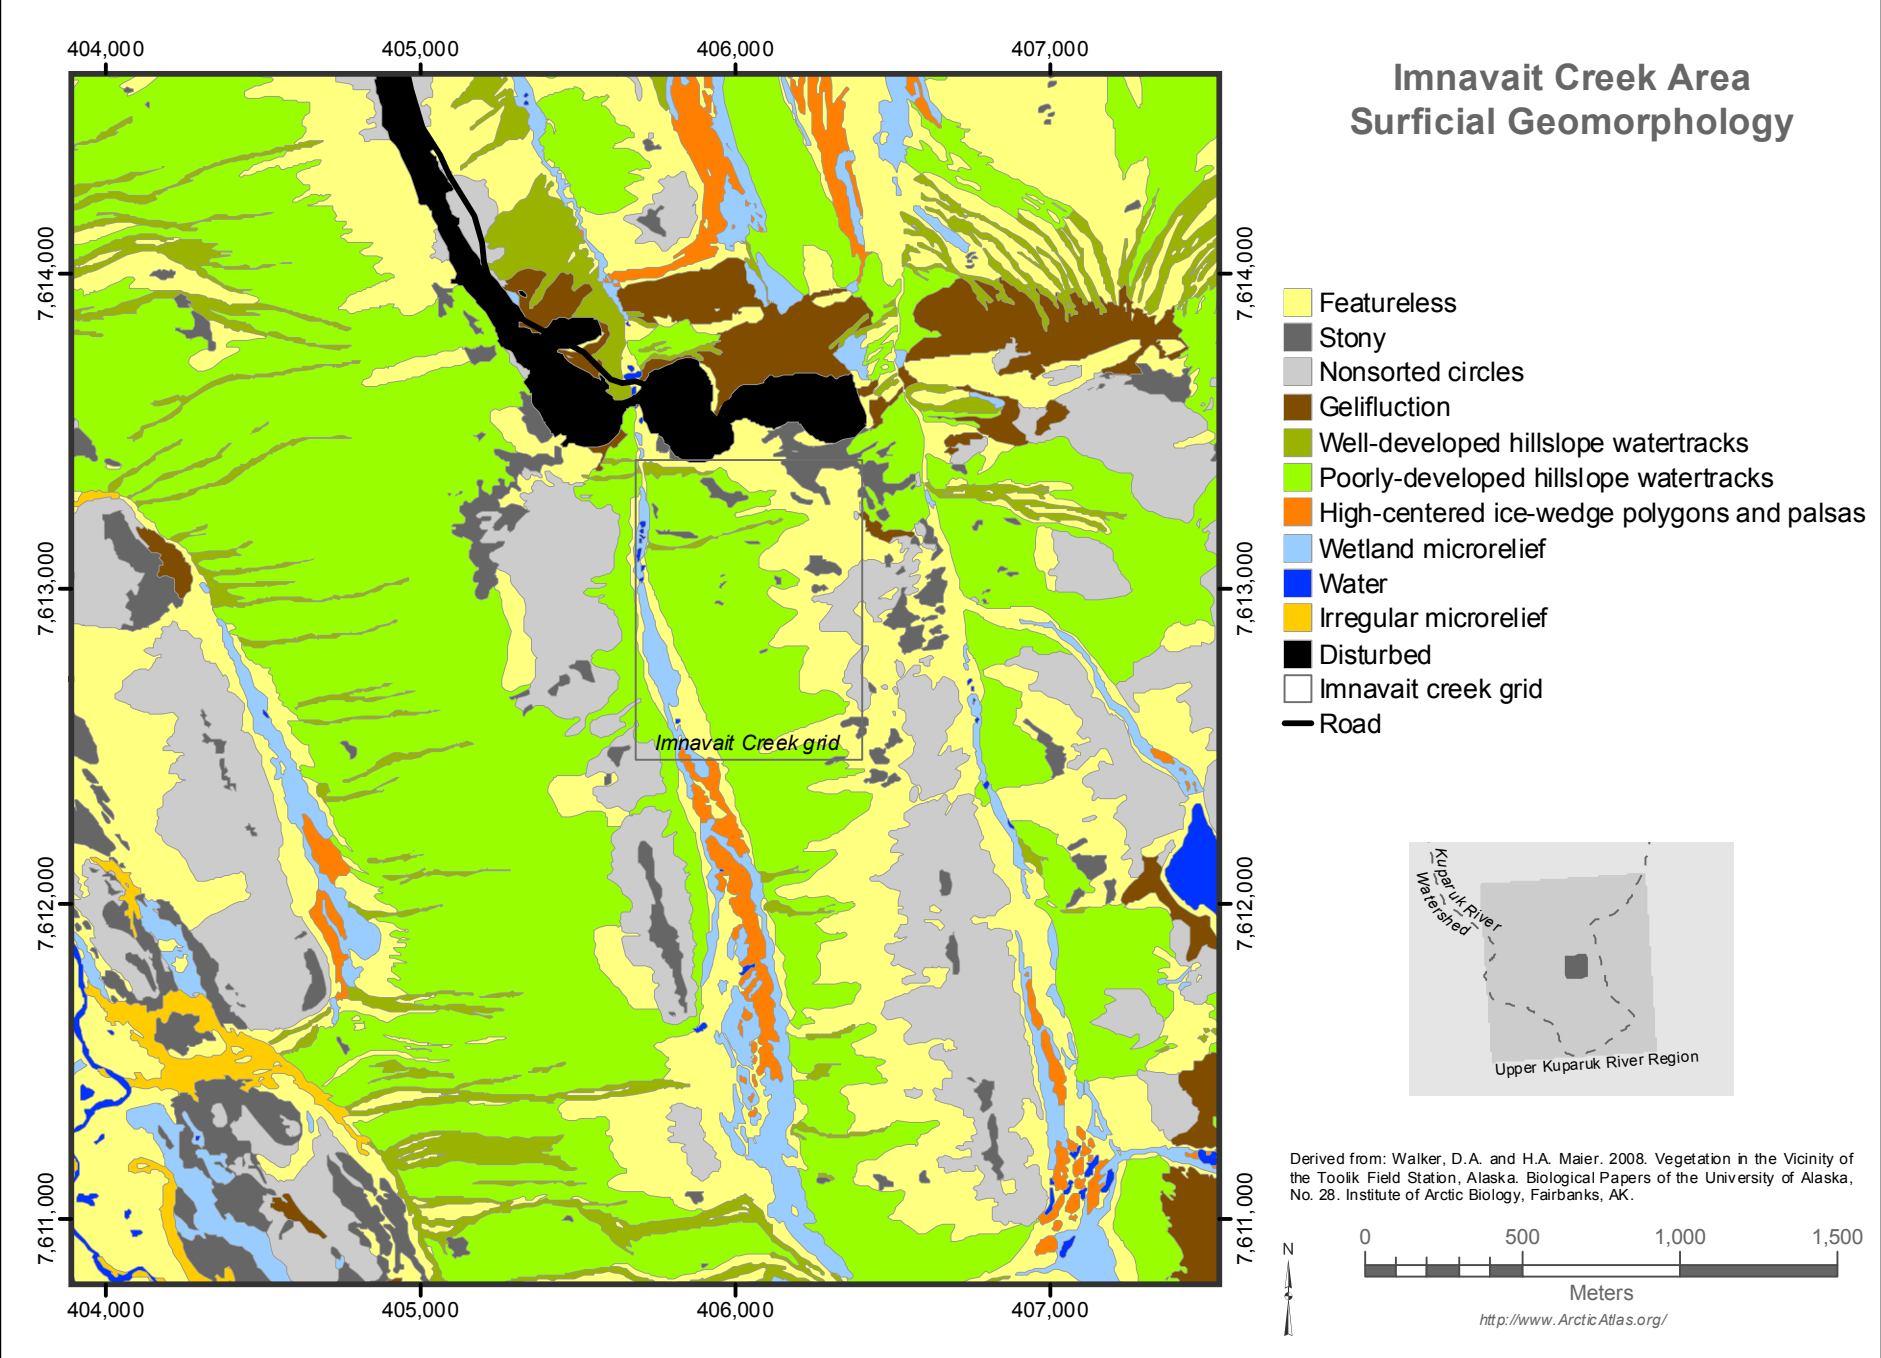 404,000 405,000 406,000 407,000
Imnavait Creek Area
Surficial Geomorphology
7,614,000
7,614,000
Featureless
Stony
Nonsorted circles
Gelifluction
Well-developed hillslope watertracks
Poorly-developed hillslope watertracks
High-centered ice-wedge polygons and palsas
Wetland microrelief
Water
Irregular microrelief
Disturbed
Imnavait creek grid
Road
7,613,000
7,613,000
Imnavait Creek grid
7,612,000
7,612,000
Kuparuk River
Watershed
Upper Kuparuk River Region
7,611,000
7,611,000
Derived from: Walker, D.A. and H.A. Maier. 2008. Vegetation in the Vicinity of
the Toolik Field Station, Alaska. Biological Papers of the University of Alaska,
No. 28. Institute of Arctic Biology, Fairbanks, AK.
N
0 500 1,000 1,500
Meters
http://www.ArcticAtlas.org/
404,000 405,000 406,000 407,000